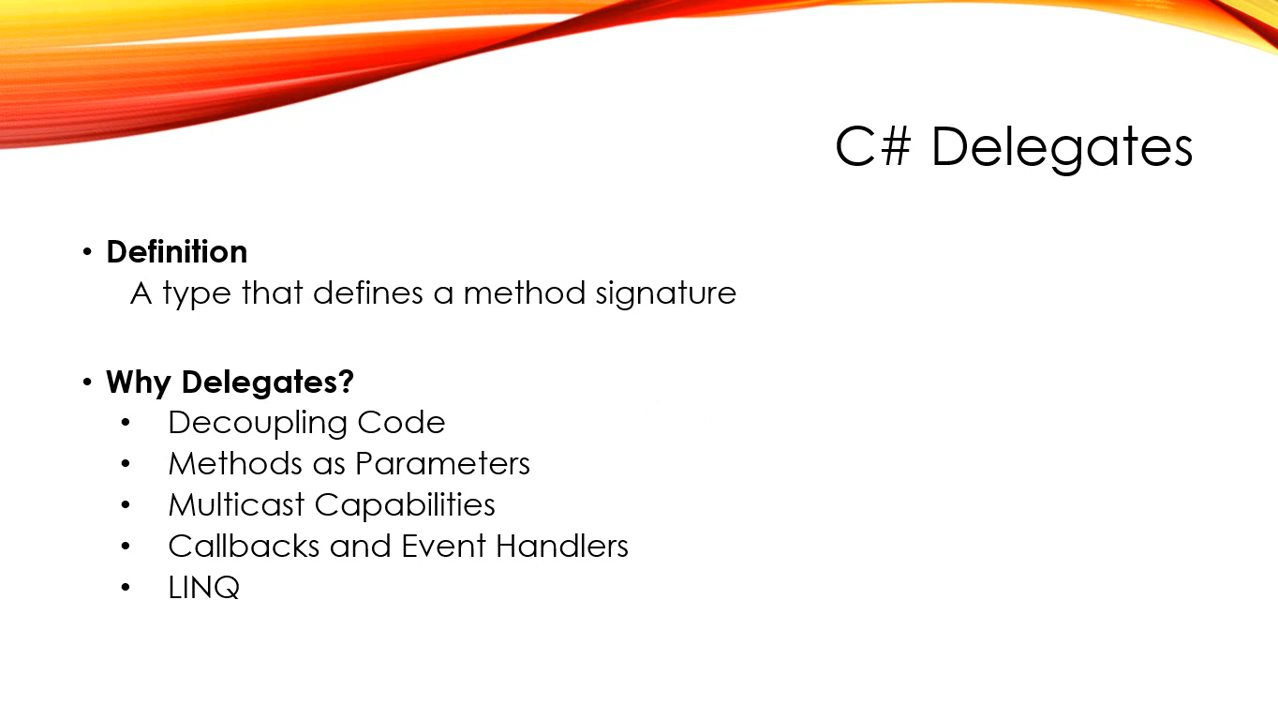 C# Delegates
• Definition
A type that defines a method signature
• Why Delegates?
• Decoupling Code
• Methods as Parameters
• Multicast Capabilities
• Callbacks and Event Handlers
• LINQ